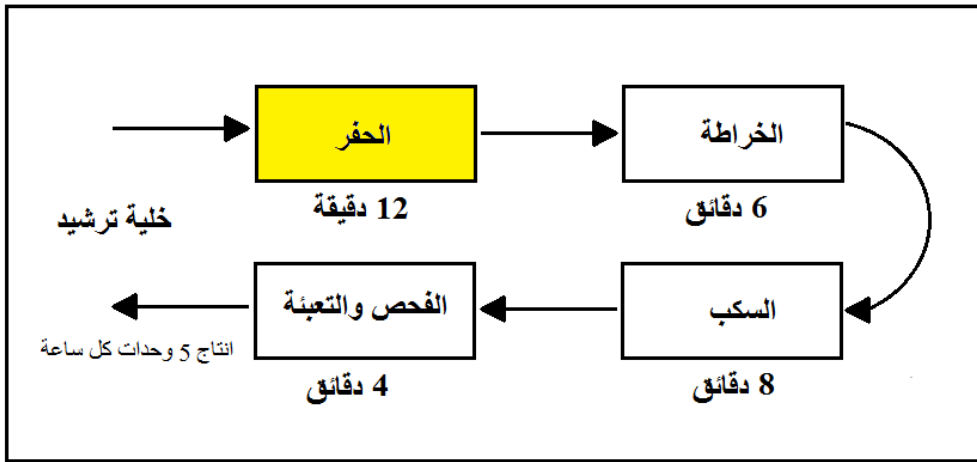 الحفر
12 دقيقة
الخراطة
6 دقائق
خلية ترشيد
السكب
8 دقائق
الفحص والتعبئة
4 دقائق
انتاج 5 وحدات كل ساعة